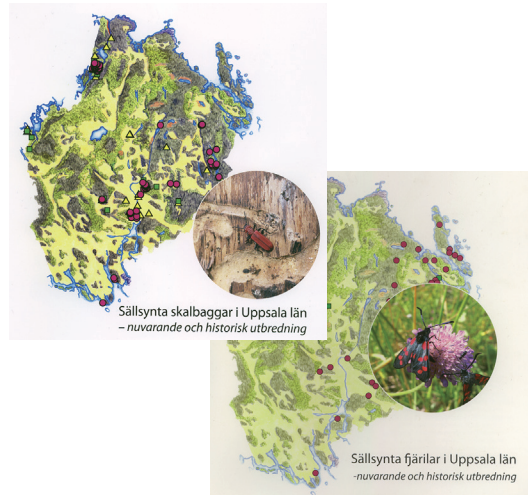 Sällsynta skalbaggar i Uppsala län
– nuvarande och historisk utbredning
Sällsynta fjärilar i Uppsala län
-nuvarande och historisk utbredning